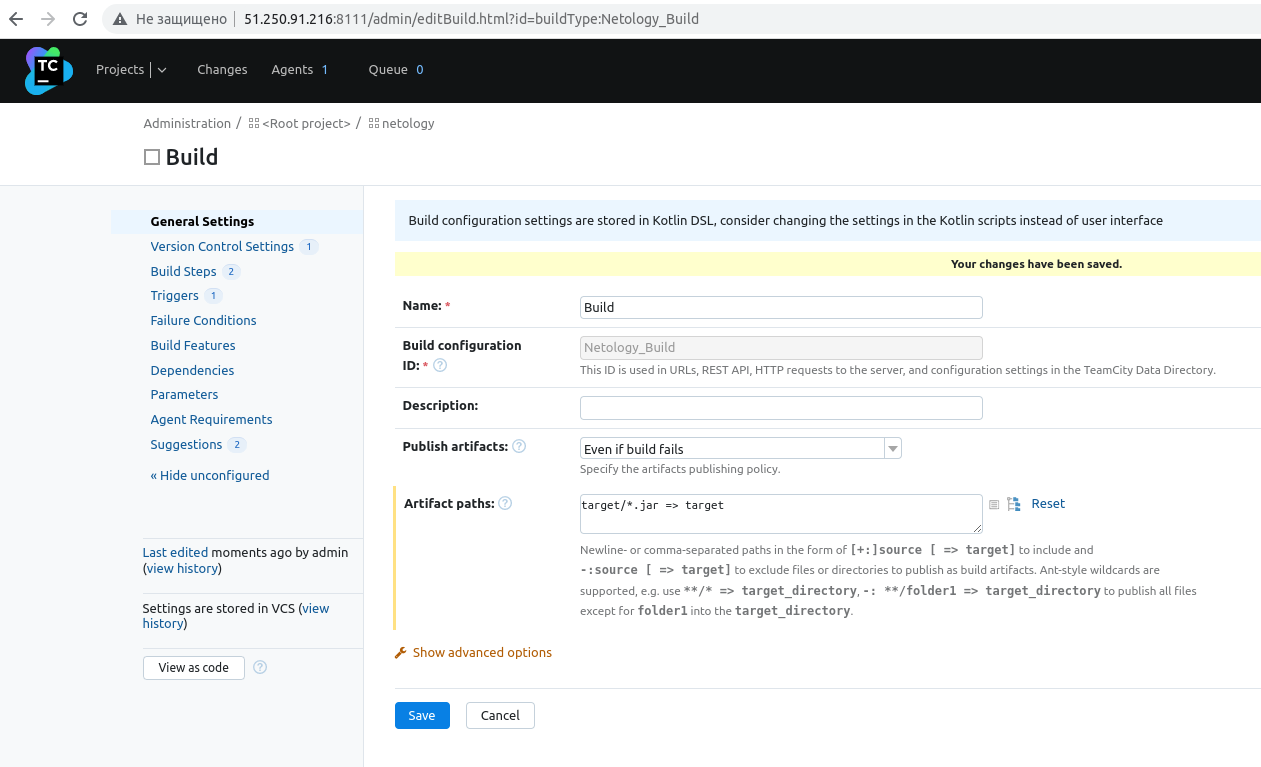 Не защищено 51.250.91.216:8111/admin/editBuild.html?id=buildType:Netology_Build
TC
Projects Changes Agents 1 Queue 0
Administration / <Root project> / netology
Build
General Settings
Version Control Settings 1
Build Steps 2
Triggers 1
Failure Conditions
Build Features
Dependencies
Parameters
Agent Requirements
Suggestions 2
« Hide unconfigured
Last edited moments ago by admin
(view history)
Settings are stored in VCS (view
history)
View as code ?
Build configuration settings are stored in Kotlin DSL, consider changing the settings in the Kotlin scripts instead of user interface
Your changes have been saved.
Name: * Build
Build configuration
ID: * ? Netology_Build
This ID is used in URLs, REST API, HTTP requests to the server, and configuration settings in the TeamCity Data Directory.
Description:
Publish artifacts: ? Even if build fails
Specify the artifacts publishing policy.
Artifact paths: ? target/*.jar => target Reset
Newline- or comma-separated paths in the form of [+:]source [ => target] to include and
-:source [ => target] to exclude files or directories to publish as build artifacts. Ant-style wildcards are
supported, e.g. use **/* => target_directory, -: **/folder1 => target_directory to publish all files
except for folder1 into the target_directory.
Show advanced options
Save Cancel